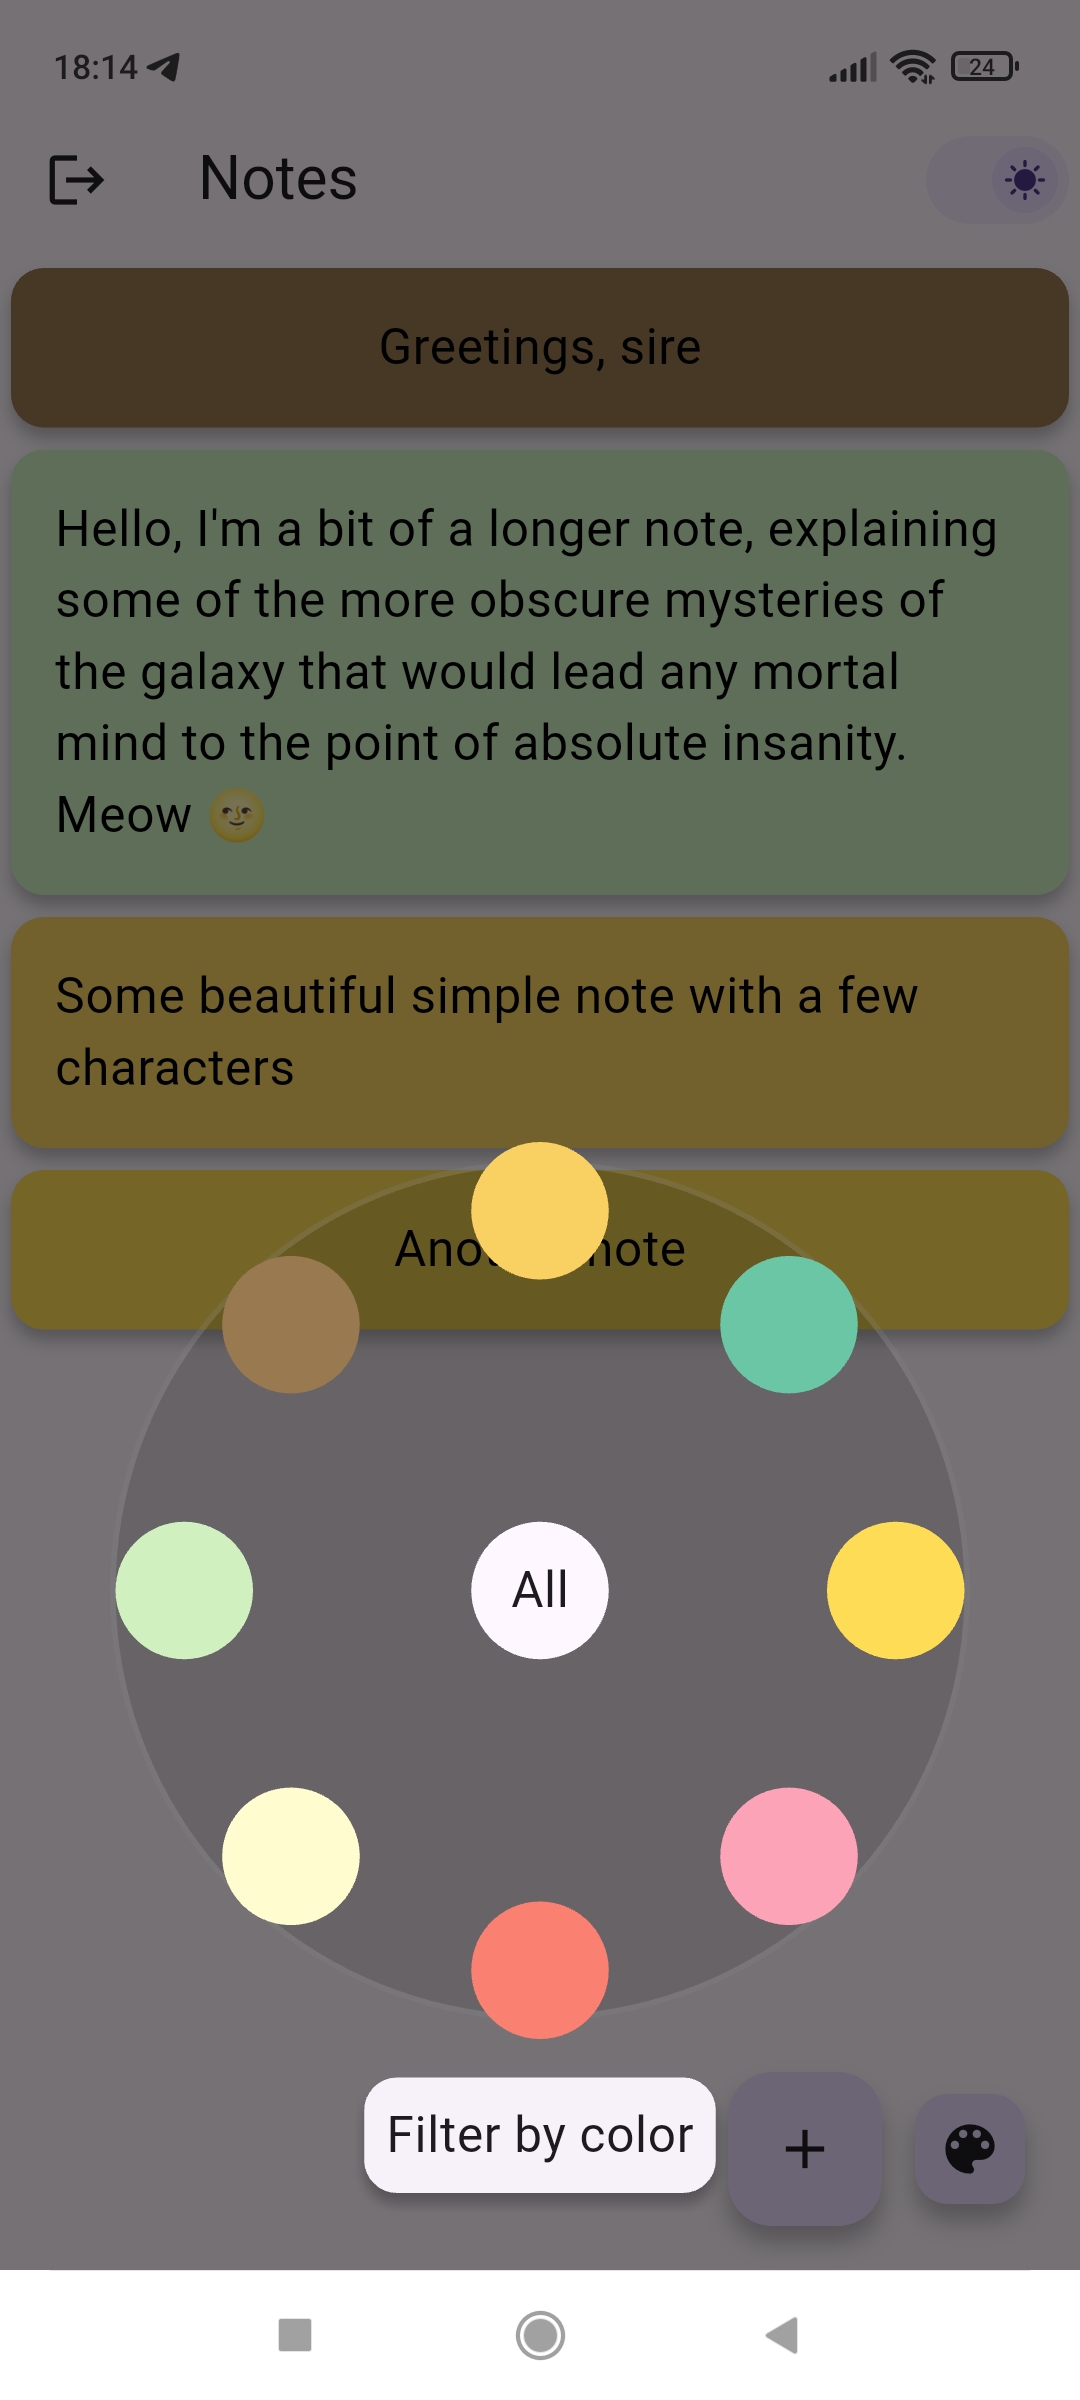 18:14
24
Notes
Greetings, sire
Hello, I'm a bit of a longer note, explaining
some of the more obscure mysteries of
the galaxy that would lead any mortal
mind to the point of absolute insanity.
Meow 🌝
Some beautiful simple note with a few
characters
note
All
Filter by color